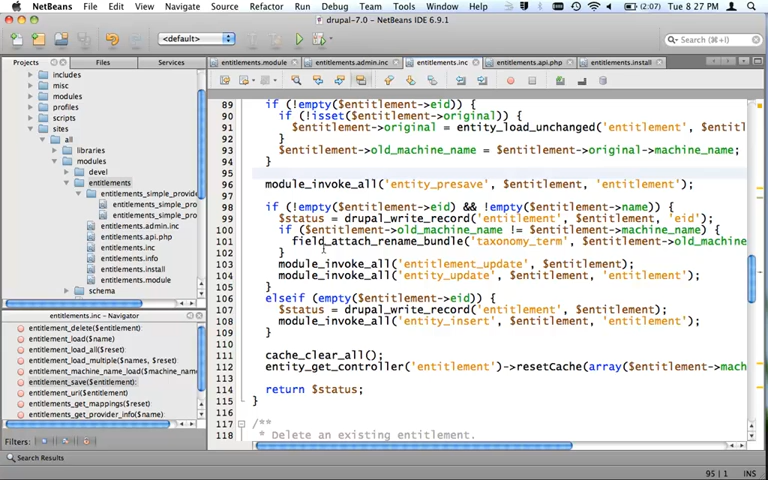 NetBeans File Edit View Navigate Source Refactor Run Debug Team Tools Window Help (2:07) Tue 8:27 PM
drupal-7.0 - NetBeans IDE 6.9.1
<default>
Search (⌘+I)
Projects Files Services
includes
misc
modules
profiles
scripts
sites
all
libraries
modules
devel
entitlements
entitlements_simple_provide
entitlements_simple_pro
entitlements_simple_pro
entitlements.admin.inc
entitlements.api.php
entitlements.inc
entitlements.info
entitlements.install
entitlements.module
schema
entitlements.inc - Navigator
entitlement_delete($entitlement)
entitlement_load($name)
entitlement_load_all($reset)
entitlement_load_multiple($names, $reset)
entitlement_machine_name_load($machine_name
entitlement_save($entitlement):
entitlement_uri($entitlement)
entitlements_get_mappings($reset)
entitlements_get_provider_info($name)
Filters:
entitlements.module entitlements.admin.inc entitlements.inc entitlements.api.php entitlements.install
89 if (!empty($entitlement->eid)) {
90 if (!isset($entitlement->original)) {
91 $entitlement->original = entity_load_unchanged('entitlement', $entitl
92 }
93 $entitlement->old_machine_name = $entitlement->original->machine_name;
94 }
95
96 module_invoke_all('entity_presave', $entitlement, 'entitlement');
97
98 if (!empty($entitlement->eid) && !empty($entitlement->name)) {
99 $status = drupal_write_record('entitlement', $entitlement, 'eid');
100 if ($entitlement->old_machine_name != $entitlement->machine_name) {
101 field_attach_rename_bundle('taxonomy_term', $entitlement->old_machin
102 }
103 module_invoke_all('entitlement_update', $entitlement);
104 module_invoke_all('entity_update', $entitlement, 'entitlement');
105 }
106 elseif (empty($entitlement->eid)) {
107 $status = drupal_write_record('entitlement', $entitlement);
108 module_invoke_all('entity_insert', $entitlement, 'entitlement');
109 }
110
111 cache_clear_all();
112 entity_get_controller('entitlement')->resetCache(array($entitlement->mach
113
114 return $status;
115 }
116
117 /**
118 * Delete an existing entitlement.
Search Results
95 | 1 INS